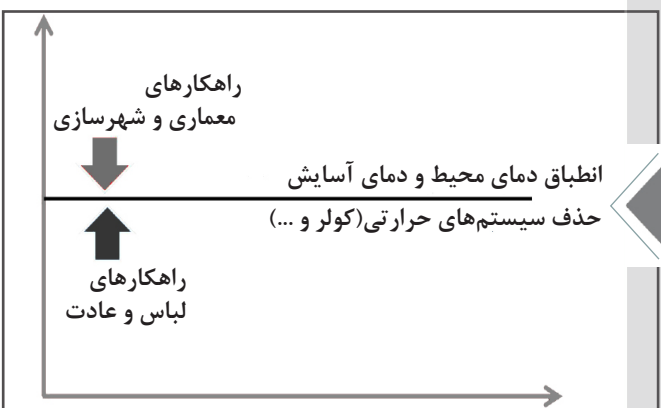 راهکارهای
معماری و شهرسازی
انطباق دمای محیط و دمای آسایش
حذف سیستم‌های حرارتی(کولر و ...)
راهکارهای
لباس و عادت